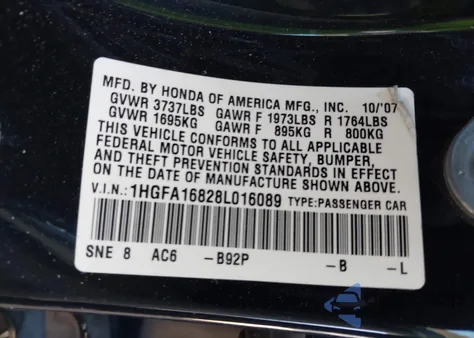 MFD. BY HONDA OF AMERICA MFG., INC. 10/'07
GVWR 3737LBS GAWR F 1973LBS R 1764LBS
GVWR 1695KG GAWR F 895KG R 800KG
THIS VEHICLE CONFORMS TO ALL APPLICABLE
FEDERAL MOTOR VEHICLE SAFETY, BUMPER,
AND THEFT PREVENTION STANDARDS IN EFFECT
ON THE DATE OF MANUFACTURE SHOWN ABOVE.
V.I.N.: 1HGFA16828L016089 TYPE: PASSENGER CAR
SNE 8 AC6 -B92P -B -L